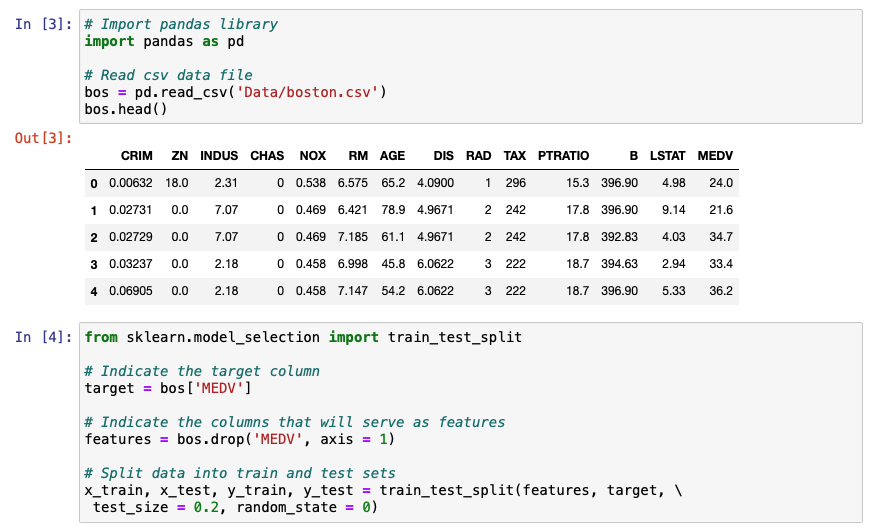 In [3]: # Import pandas library
import pandas as pd
# Read csv data file
bos = pd.read_csv('Data/boston.csv')
bos.head()
Out[3]:
CRIM ZN INDUS CHAS NOX RM AGE DIS RAD TAX PTRATIO B LSTAT MEDV
0 0.00632 18.0 2.31 0 0.538 6.575 65.2 4.0900 1 296 15.3 396.90 4.98 24.0
1 0.02731 0.0 7.07 0 0.469 6.421 78.9 4.9671 2 242 17.8 396.90 9.14 21.6
2 0.02729 0.0 7.07 0 0.469 7.185 61.1 4.9671 2 242 17.8 392.83 4.03 34.7
3 0.03237 0.0 2.18 0 0.458 6.998 45.8 6.0622 3 222 18.7 394.63 2.94 33.4
4 0.06905 0.0 2.18 0 0.458 7.147 54.2 6.0622 3 222 18.7 396.90 5.33 36.2
In [4]: from sklearn.model_selection import train_test_split
# Indicate the target column
target = bos['MEDV']
# Indicate the columns that will serve as features
features = bos.drop('MEDV', axis = 1)
# Split data into train and test sets
x_train, x_test, y_train, y_test = train_test_split(features, target, \
test_size = 0.2, random_state = 0)